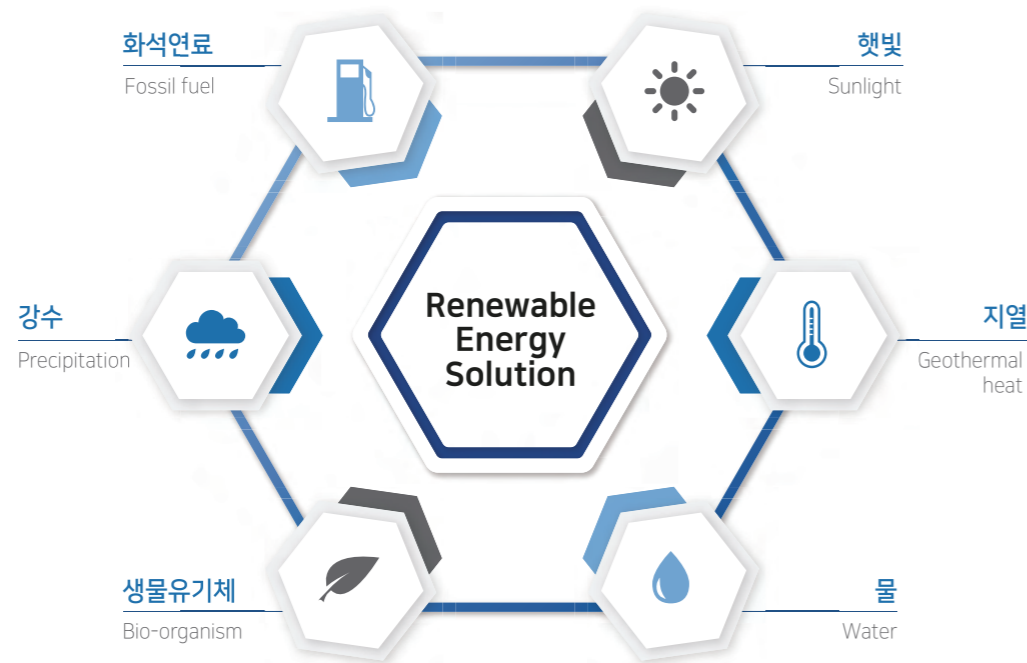 화석연료
Fossil fuel
햇빛
Sunlight
Renewable
Energy
Solution
강수
Precipitation
지열
Geothermal
heat
생물유기체
Bio-organism
물
Water